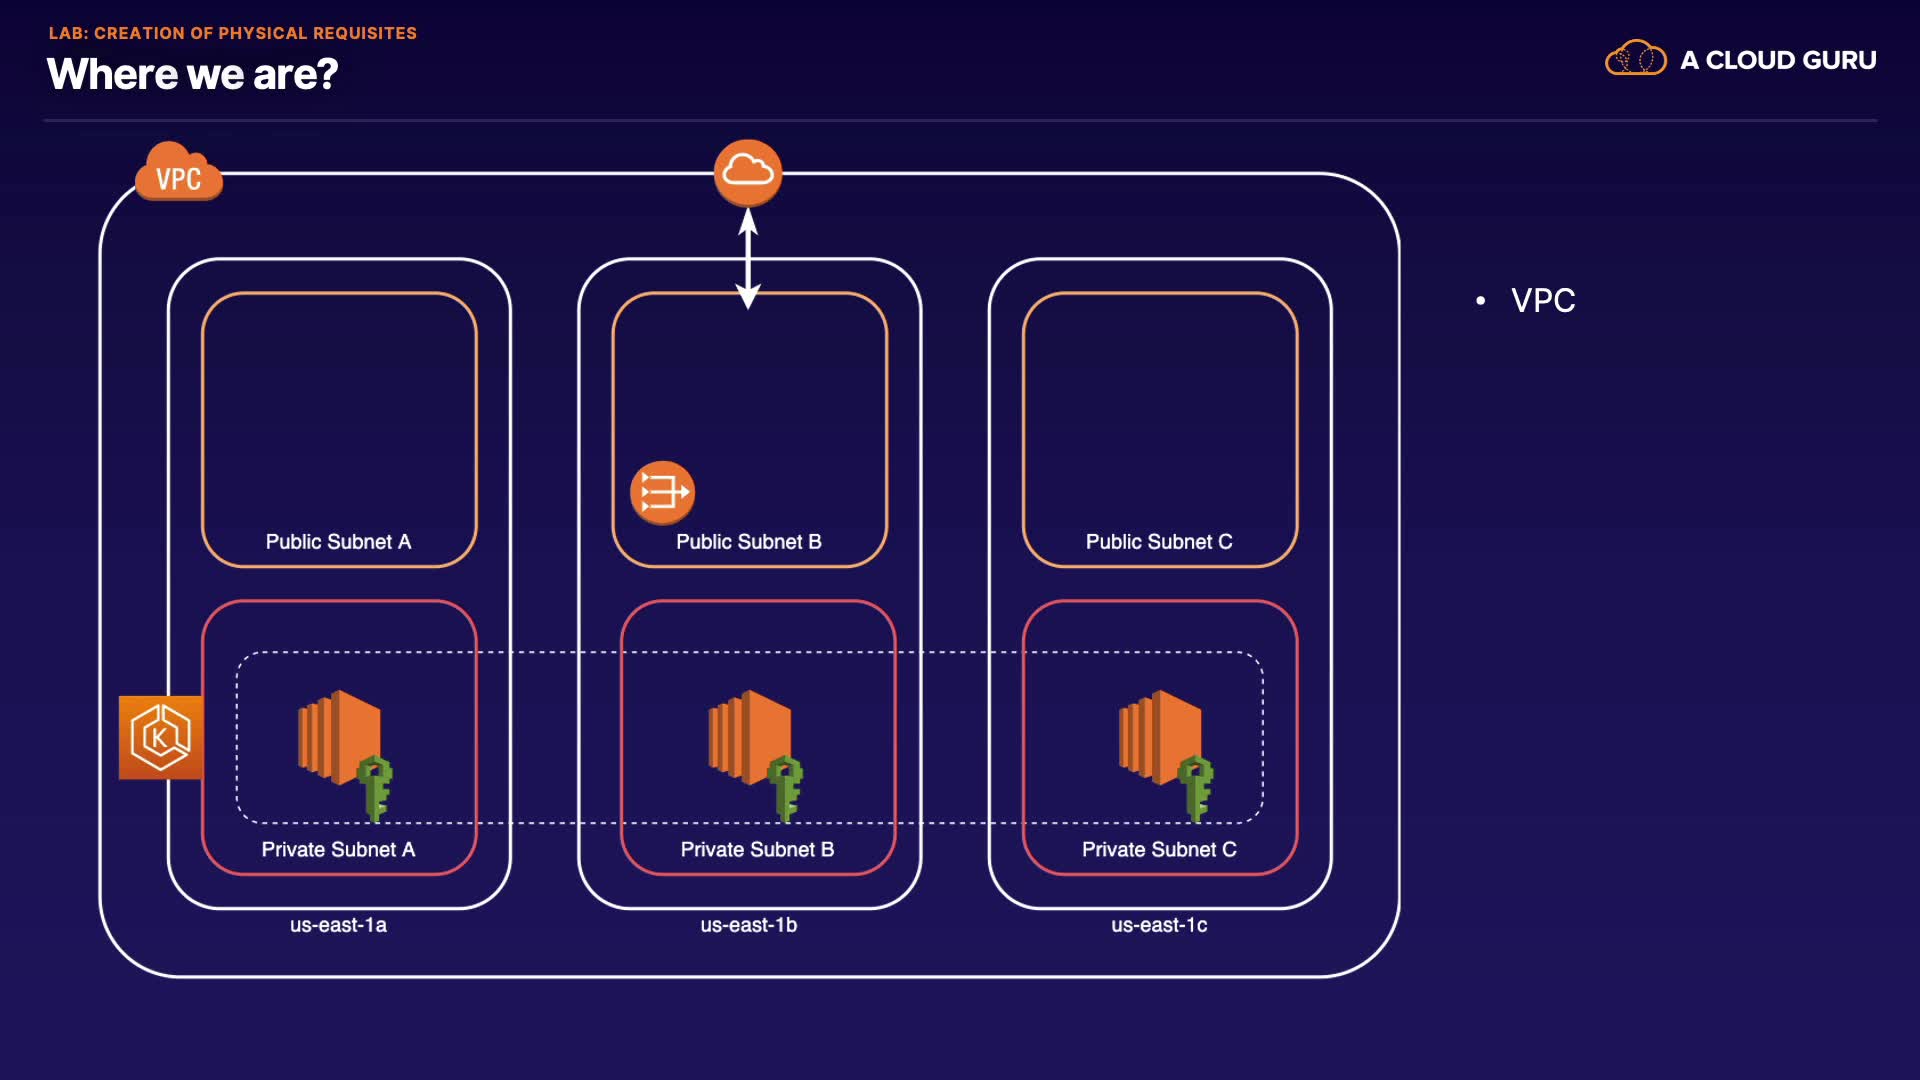 LAB: CREATION OF PHYSICAL REQUISITES
Where we are?
A CLOUD GURU
VPC
• VPC
Public Subnet A
Public Subnet B
Public Subnet C
K
Private Subnet A
Private Subnet B
Private Subnet C
us-east-1a
us-east-1b
us-east-1c